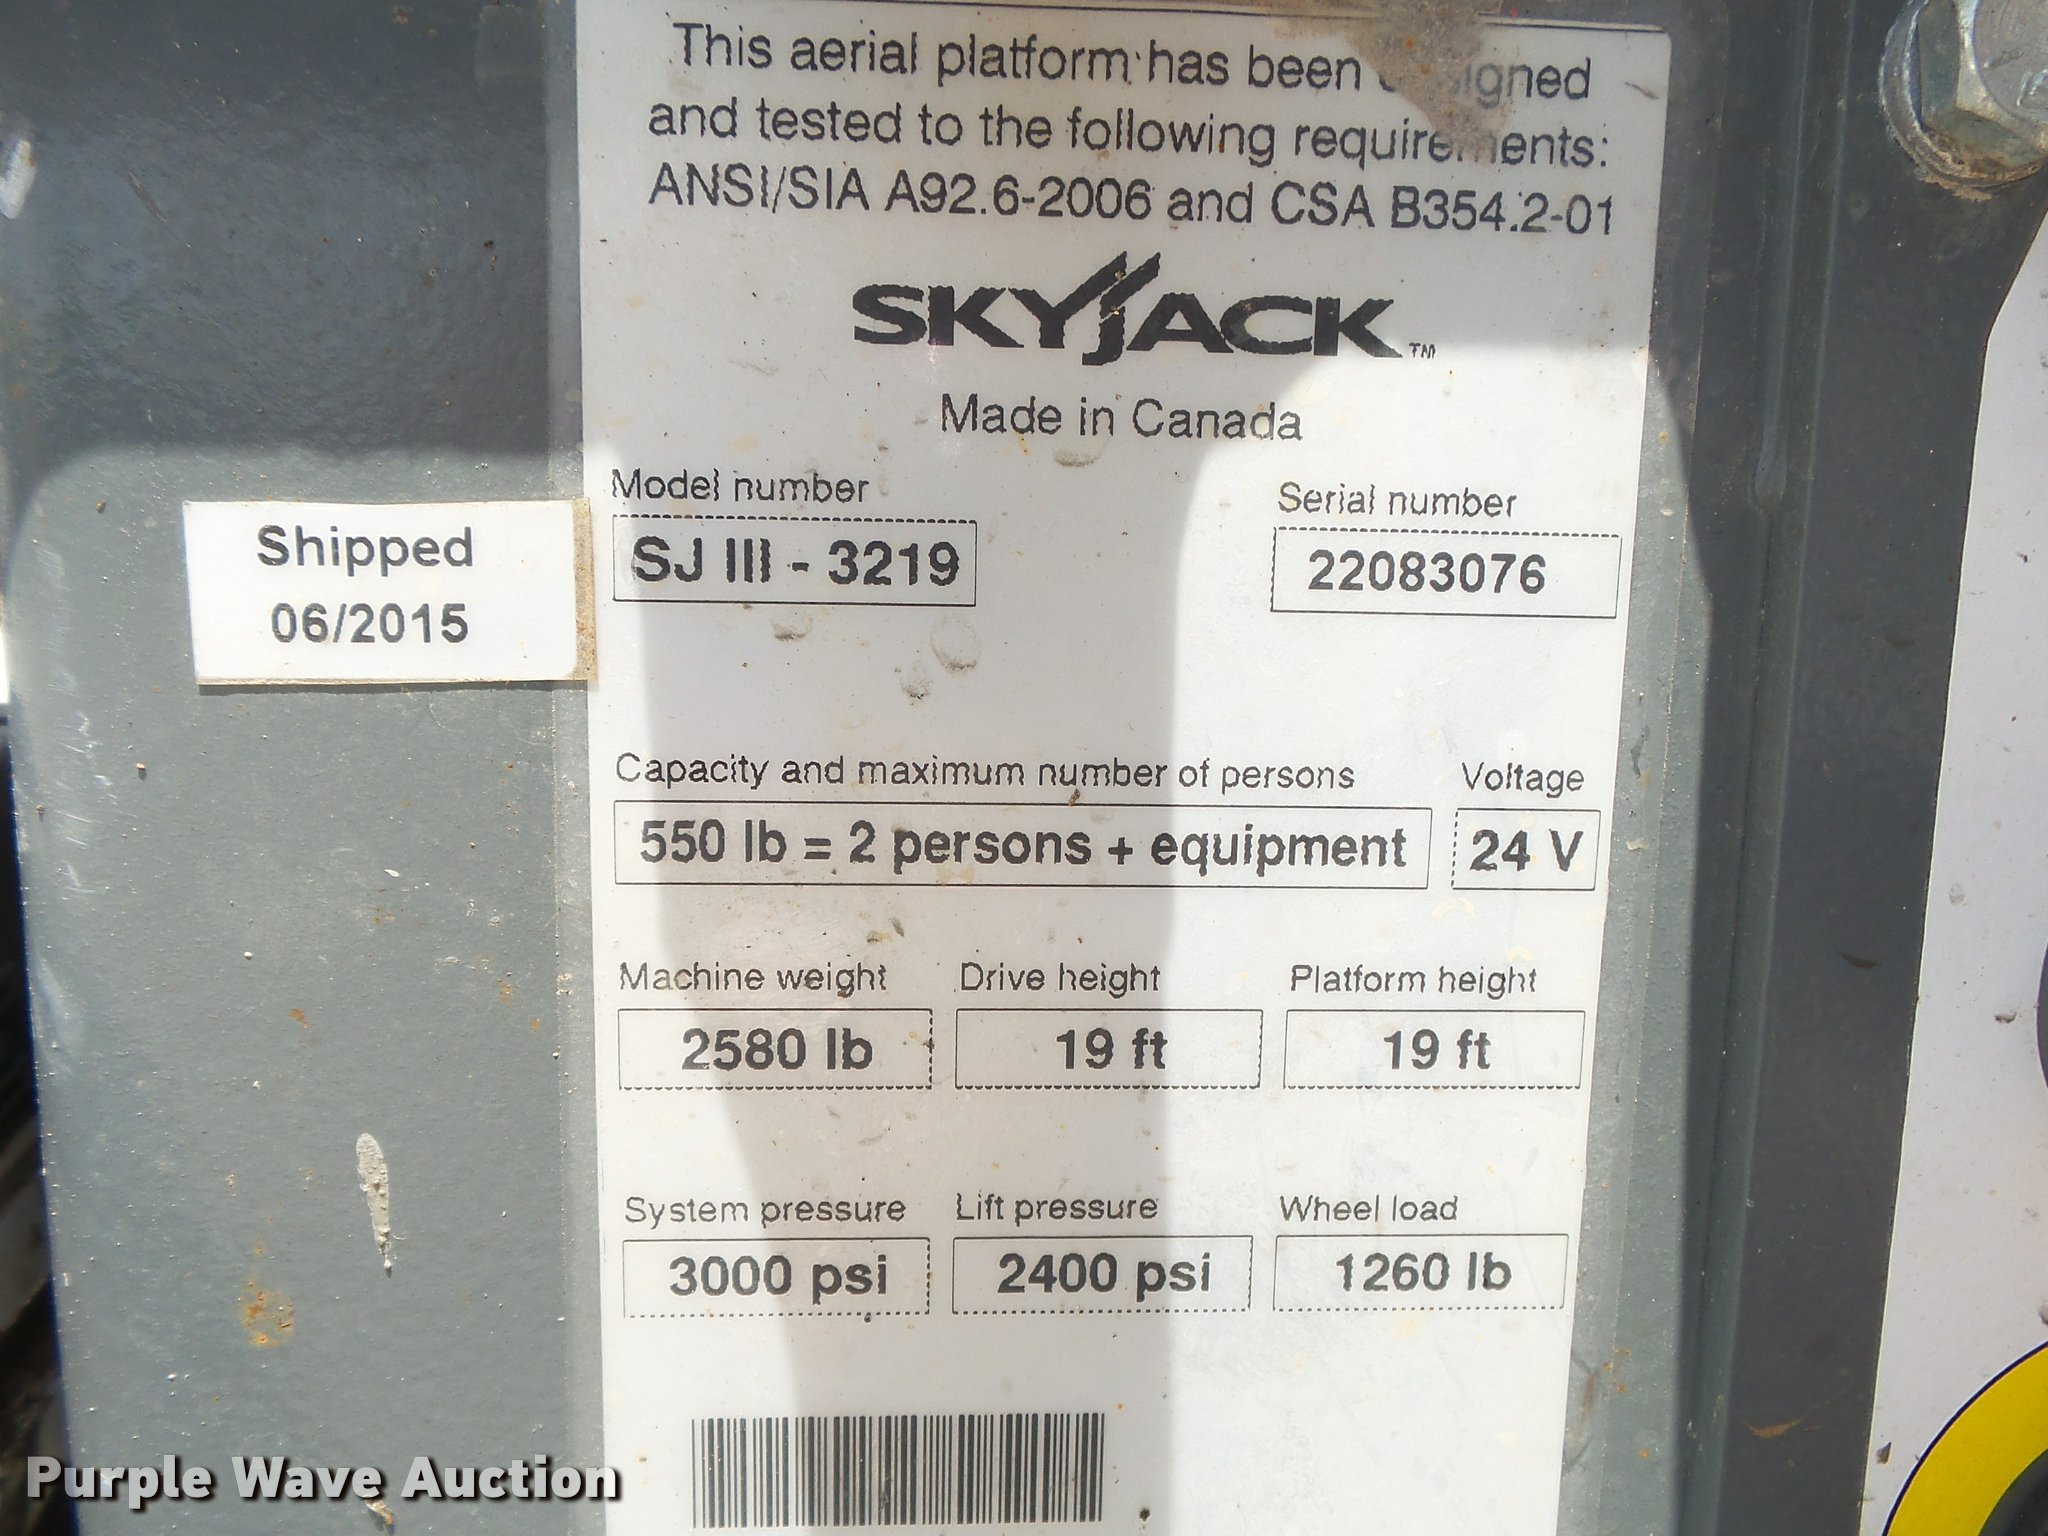 This aerial platform has been
and tested to the following requirements:
ANSI/SIA A92.6-2006 and CSA B354.2-01
SKYJACK™
Made in Canada
Model number
SJ III - 3219
Serial number
22083076
Shipped
06/2015
Capacity and maximum number of persons
550 lb = 2 persons + equipment
Voltage
24 V
Machine weight
2580 lb
Drive height
19 ft
Platform height
19 ft
System pressure
3000 psi
Lift pressure
2400 psi
Wheel load
1260 lb
Purple Wave Auction